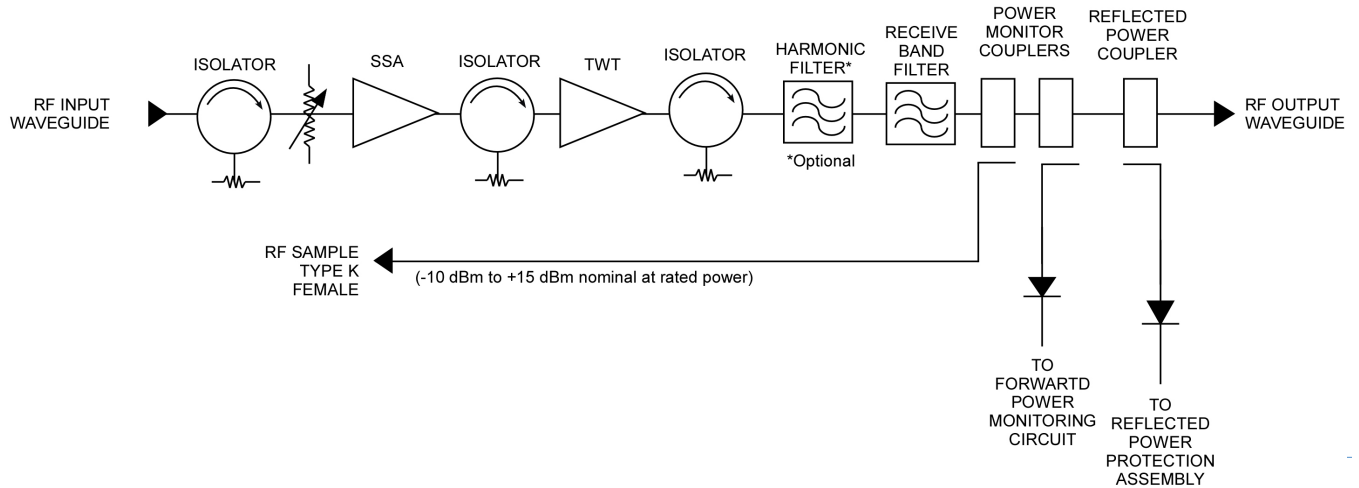 POWER
MONITOR
COUPLERS
REFLECTED
POWER
COUPLER
RECEIVE
BAND
FILTER
HARMONIC
FILTER*
ISOLATOR
SSA
ISOLATOR
TWT
ISOLATOR
RF INPUT
WAVEGUIDE
RF OUTPUT
WAVEGUIDE
*Optional
RF SAMPLE
TYPE K
FEMALE
(-10 dBm to +15 dBm nominal at rated power)
TO
FORWARTD
POWER
MONITORING
CIRCUIT
TO
REFLECTED
POWER
PROTECTION
ASSEMBLY